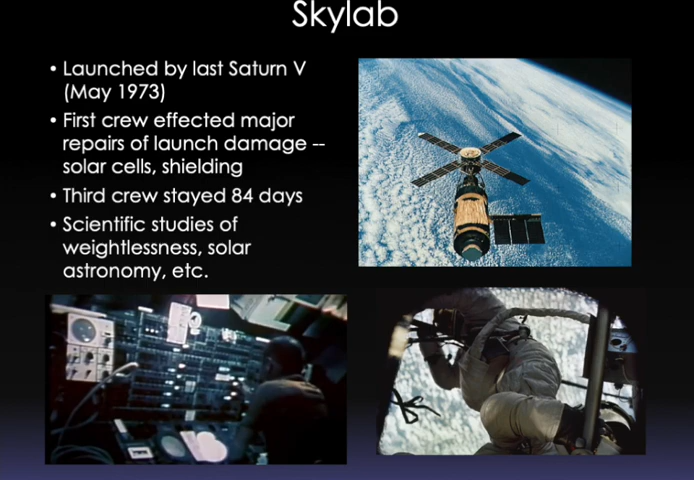 Skylab
• Launched by last Saturn V
(May 1973)
• First crew effected major
repairs of launch damage --
solar cells, shielding
• Third crew stayed 84 days
• Scientific studies of
weightlessness, solar
astronomy, etc.